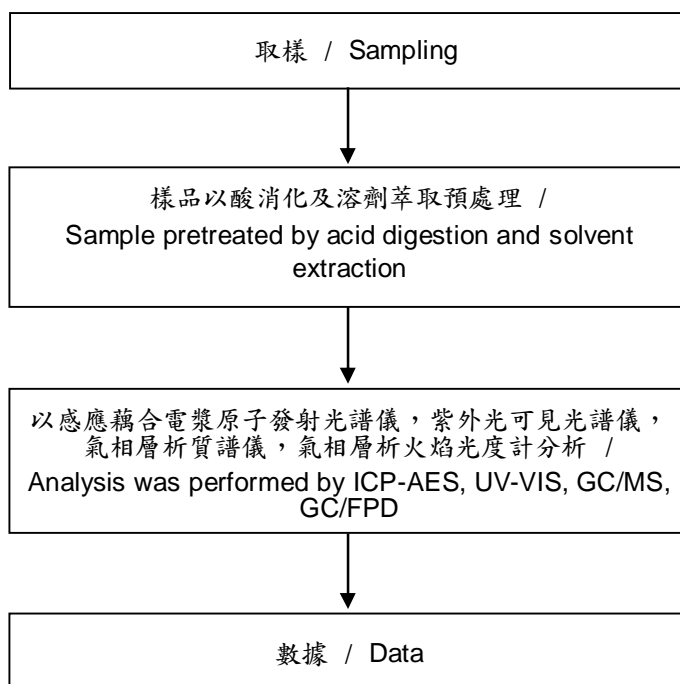 取樣 / Sampling
樣品以酸消化及溶劑萃取預處理 /
Sample pretreated by acid digestion and solvent
extraction
以感應藕合電漿原子發射光譜儀，紫外光可見光譜儀，
氣相層析質譜儀，氣相層析火焰光度計分析 /
Analysis was performed by ICP-AES, UV-VIS, GC/MS,
GC/FPD
數據 / Data